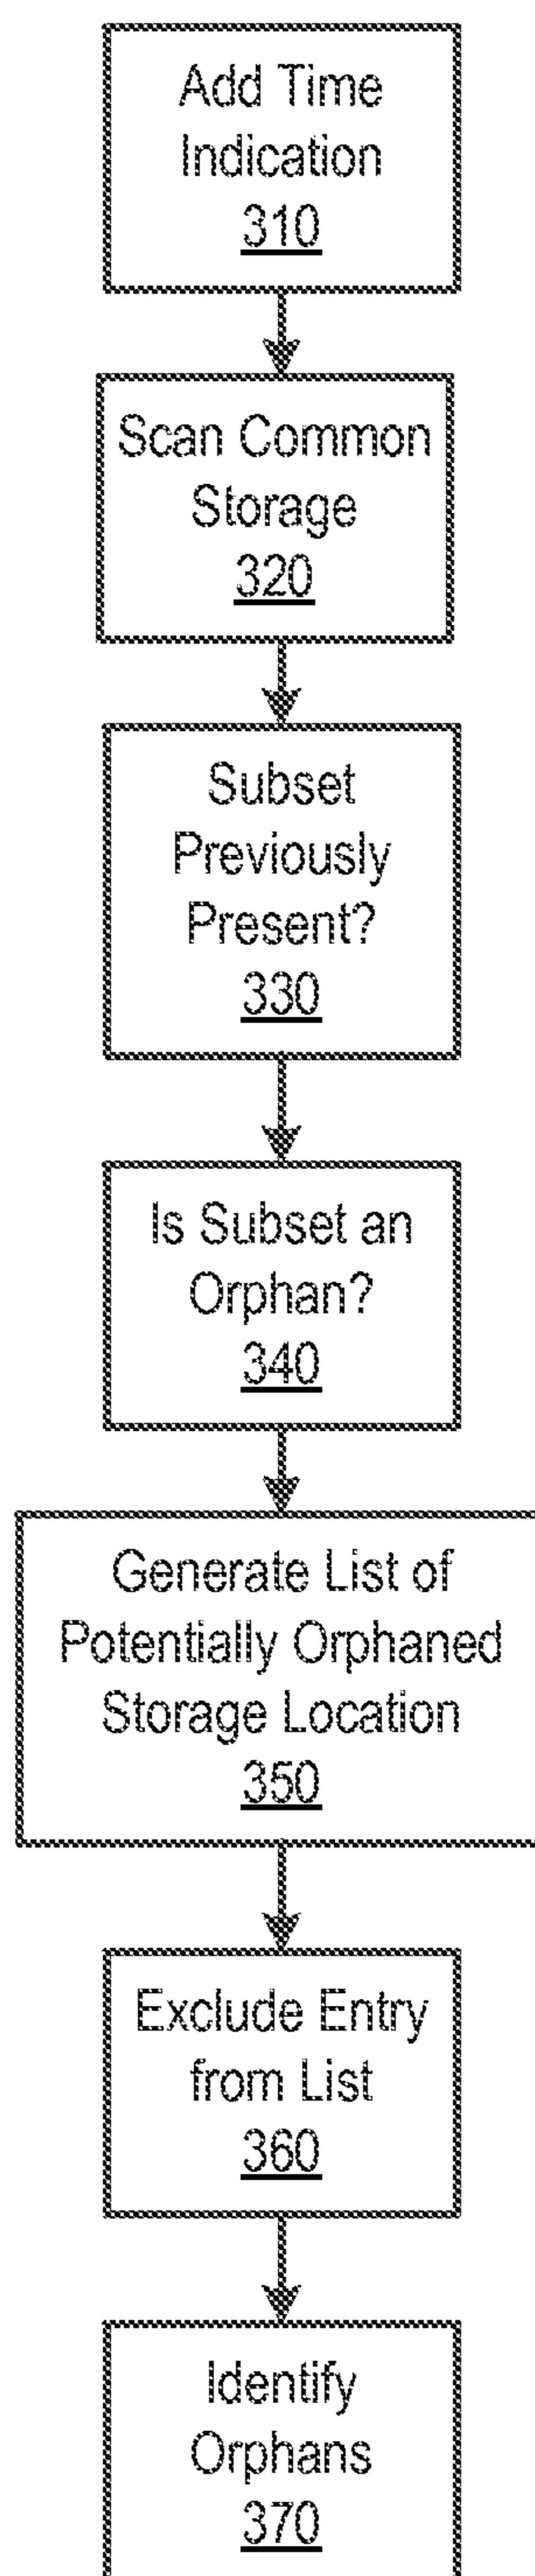 Add Time
Indication
310
Scan Common
Storage
320
Subset
Previously
Present?
330
Is Subset an
Orphan?
340
Generate List of
Potentially Orphaned
Storage Location
350
Exclude Entry
from List
360
Identify
Orphans
370